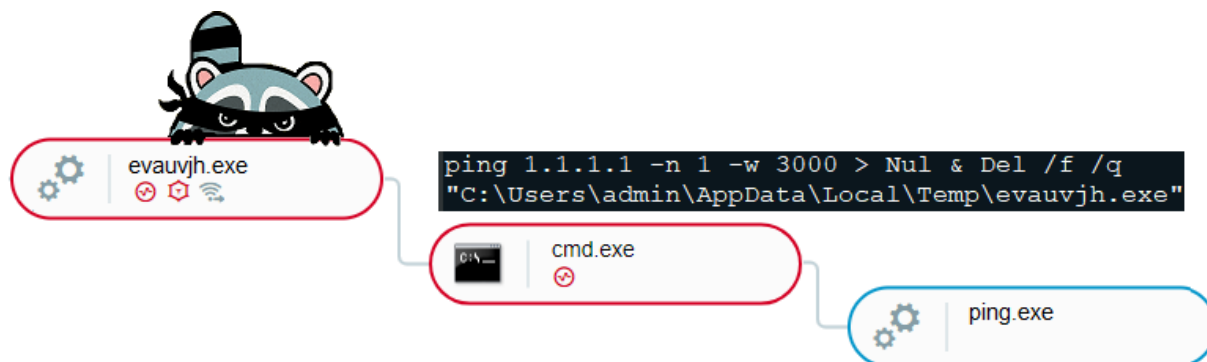 evauvjh.exe
ping 1.1.1.1 -n 1 -w 3000 > Nul & Del /f /q
"C:\Users\admin\AppData\Local\Temp\evauvjh.exe"
C:\
cmd.exe
ping.exe